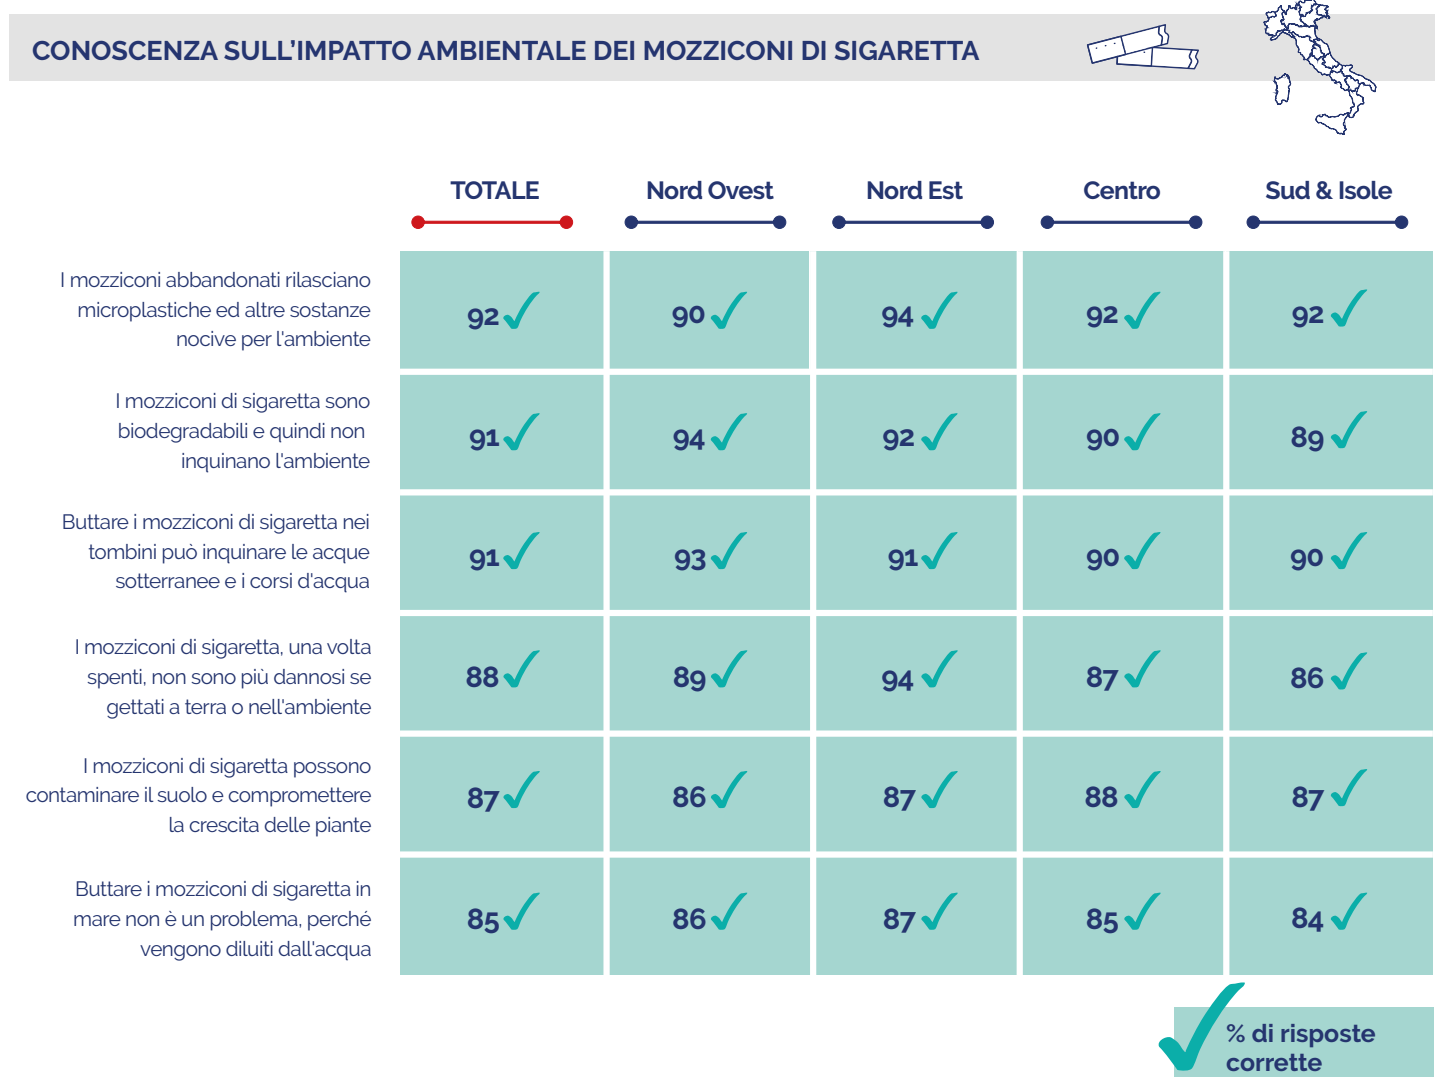 CONOSCENZA SULL'IMPATTO AMBIENTALE DEI MOZZICONI DI SIGARETTA
TOTALE Nord Ovest Nord Est Centro Sud & Isole
I mozziconi abbandonati rilasciano
microplastiche ed altre sostanze
nocive per l'ambiente
92 90 94 92 92
I mozziconi di sigaretta sono
biodegradabili e quindi non
inquinano l'ambiente
91 94 92 90 89
Buttare i mozziconi di sigaretta nei
tombini può inquinare le acque
sotterranee e i corsi d'acqua
91 93 91 90 90
I mozziconi di sigaretta, una volta
spenti, non sono più dannosi se
gettati a terra o nell'ambiente
88 89 94 87 86
I mozziconi di sigaretta possono
contaminare il suolo e compromettere
la crescita delle piante
87 86 87 88 87
Buttare i mozziconi di sigaretta in
mare non è un problema, perché
vengono diluiti dall'acqua
85 86 87 85 84
% di risposte
corrette